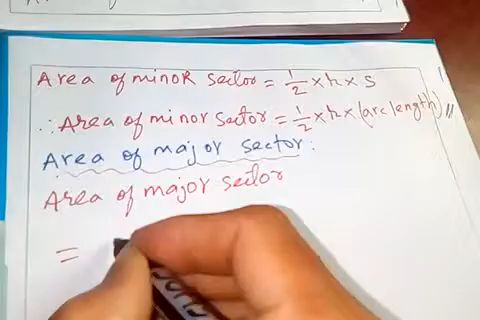 Area of minor sector = 1/2 × r × s
∴ Area of minor sector = 1/2 × r × (arc length) //
Area of major sector:
Area of major sector
=